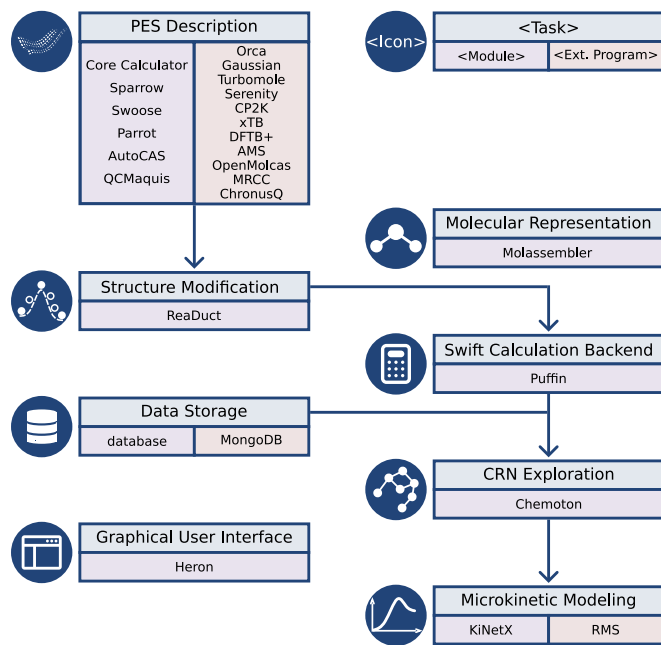 PES Description
Core Calculator
Sparrow
Swoose
Parrot
AutoCAS
QCMaquis
Orca
Gaussian
Turbomole
Serenity
CP2K
xTB
DFTB+
AMS
OpenMolcas
MRCC
ChronusQ
<Icon>
<Task>
<Module>
<Ext. Program>
Molecular Representation
Molassembler
Structure Modification
ReaDuct
Swift Calculation Backend
Puffin
Data Storage
database
MongoDB
CRN Exploration
Chemoton
Graphical User Interface
Heron
Microkinetic Modeling
KiNetX
RMS